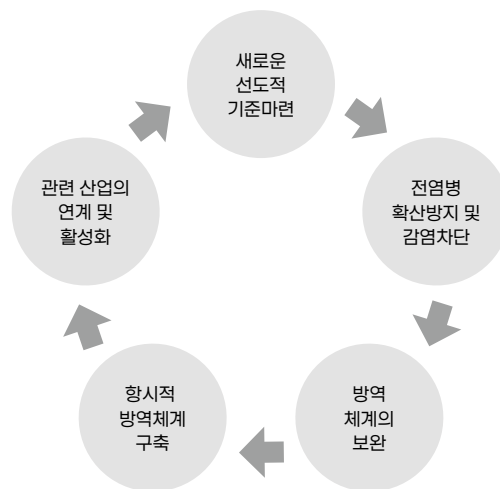 새로운
선도적
기준마련
전염병
확산방지 및
감염차단
방역
체계의
보완
항시적
방역체계
구축
관련 산업의
연계 및
활성화